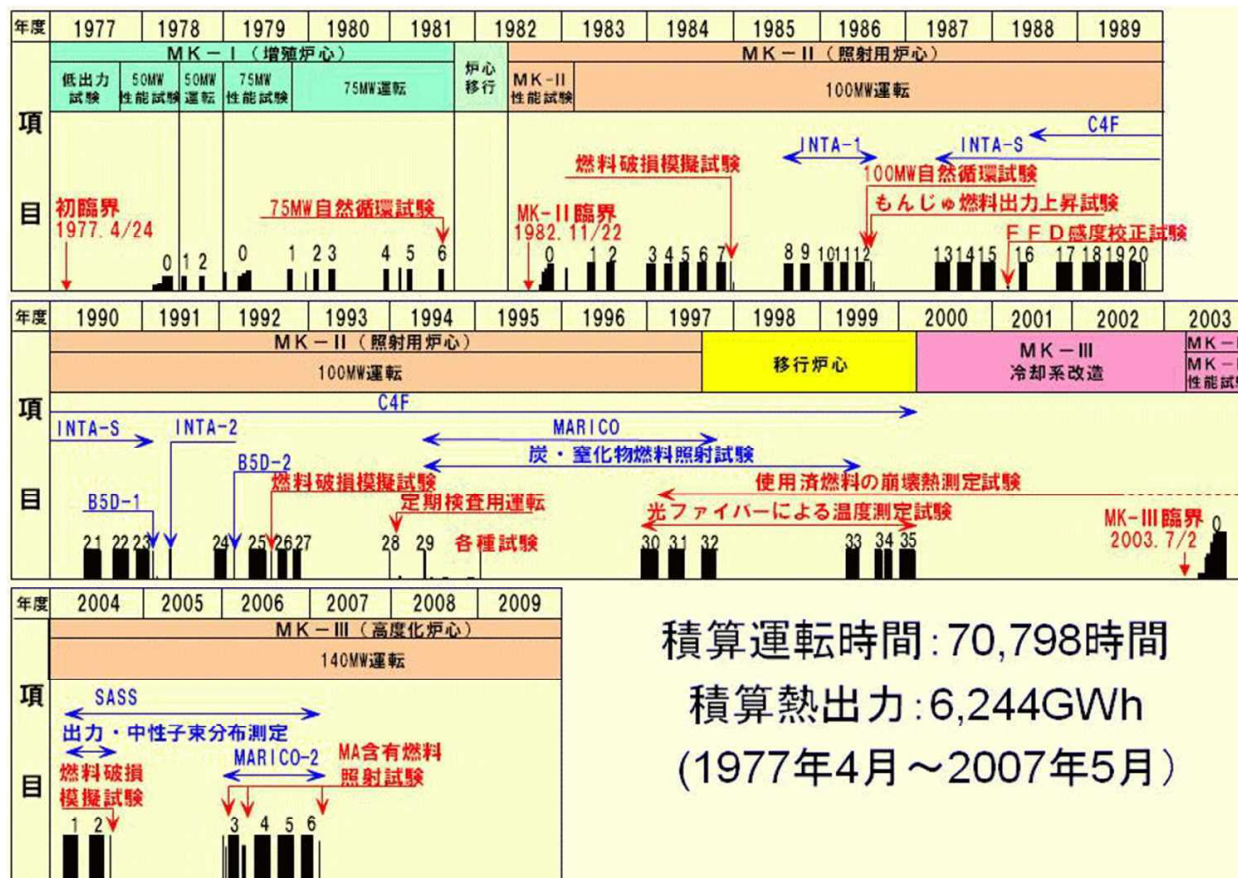 年度 1977 1978 1979 1980 1981 1982 1983 1984 1985 1986 1987 1988 1989
MK－Ⅰ(増殖炉心)
炉心
移行
MK－Ⅱ(照射用炉心)
低出力
試験
50MW
性能試験
50MW
運転
75MW
性能試験
75MW運転
MK-Ⅱ
性能試験
100MW運転
項
目
C4F
INTA-1
INTA-S
燃料破損模擬試験
100MW自然循環試験
もんじゅ燃料出力上昇試験
FFD感度校正試験
初臨界
1977.4/24
75MW自然循環試験
MK-Ⅱ臨界
1982.11/22
0 1 2 0 1 2 3 4 5 6 0 1 2 3 4 5 6 7 8 9 10 11 12 13 14 15 16 17 18 19 20
年度 1990 1991 1992 1993 1994 1995 1996 1997 1998 1999 2000 2001 2002 2003
MK－Ⅱ(照射用炉心)
100MW運転
移行炉心
MK－Ⅲ
冷却系改造
MK－
MK－
性能試
項
目
C4F
INTA-S
INTA-2
MARICO
B5D-2
炭・窒化物燃料照射試験
燃料破損模擬試験
B5D-1
定期検査用運転
使用済燃料の崩壊熱測定試験
光ファイバーによる温度測定試験
各種試験
MK-Ⅲ臨界
2003.7/2
21 22 23 24 25 26 27 28 29 30 31 32 33 34 35 0
年度 2004 2005 2006 2007 2008 2009
MK－Ⅲ(高度化炉心)
140MW運転
項
目
SASS
出力・中性子束分布測定
燃料破損
模擬試験
MARICO-2
MA含有燃料
照射試験
1 2 3 4 5 6
積算運転時間:70,798時間
積算熱出力:6,244GWh
(1977年4月～2007年5月)